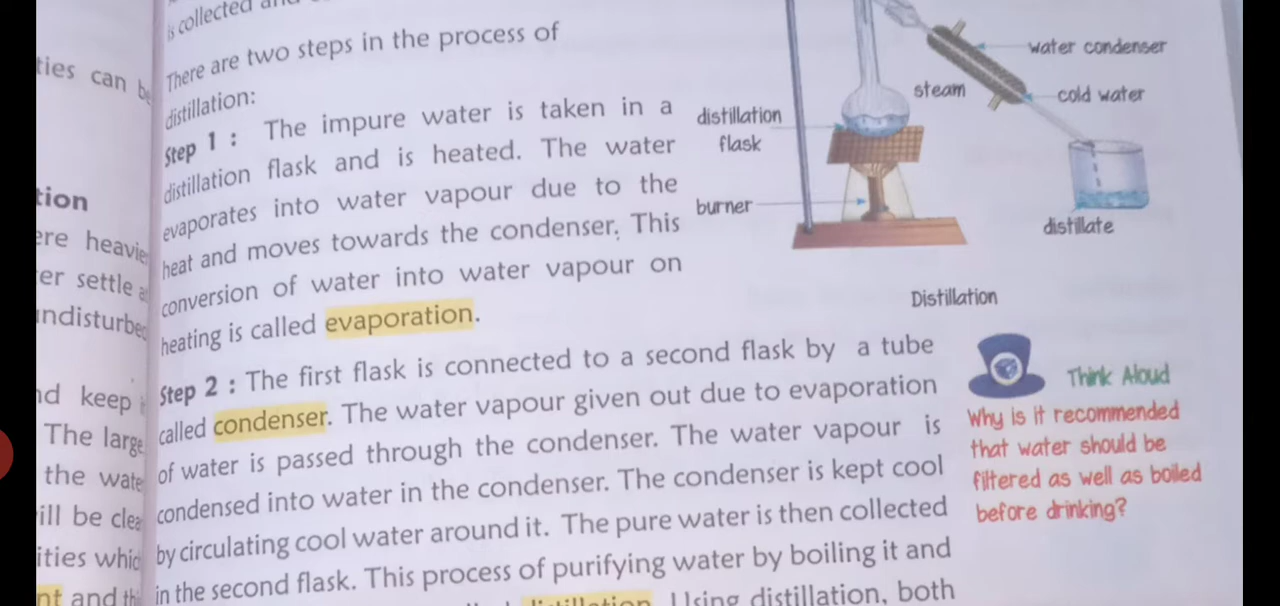 is collected
There are two steps in the process of
distillation:
Step 1 : The impure water is taken in a
distillation flask and is heated. The water
evaporates into water vapour due to the
heat and moves towards the condenser. This
conversion of water into water vapour on
heating is called evaporation.
Step 2 : The first flask is connected to a second flask by a tube
called condenser. The water vapour given out due to evaporation
of water is passed through the condenser. The water vapour is
condensed into water in the condenser. The condenser is kept cool
by circulating cool water around it. The pure water is then collected
in the second flask. This process of purifying water by boiling it and
distillation. Using distillation, both
ties can be
tion
ere heavie
er settle a
undisturbed
nd keep
The large
the wate
ill be clea
ities whic
nt and th
water condenser
steam
cold water
distillation
flask
burner
distillate
Distillation
Think Aloud
Why is it recommended
that water should be
filtered as well as boiled
before drinking?